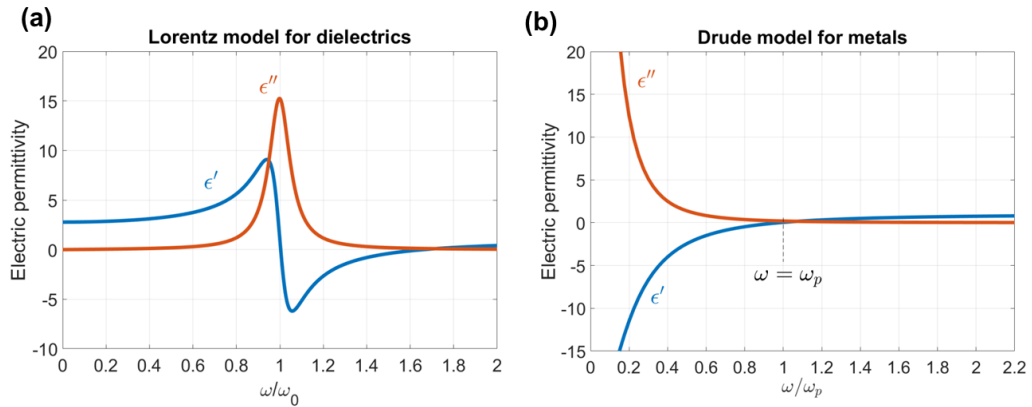 (a)
Lorentz model for dielectrics
Electric permittivity
20
15
10
5
0
-5
-10
ϵ′
ϵ″
0 0.2 0.4 0.6 0.8 1 1.2 1.4 1.6 1.8 2
ω/ω₀
(b)
Drude model for metals
Electric permittivity
20
15
10
5
0
-5
-10
-15
ϵ″
ω = ωₚ
ϵ′
0 0.2 0.4 0.6 0.8 1 1.2 1.4 1.6 1.8 2 2.2
ω/ωₚ